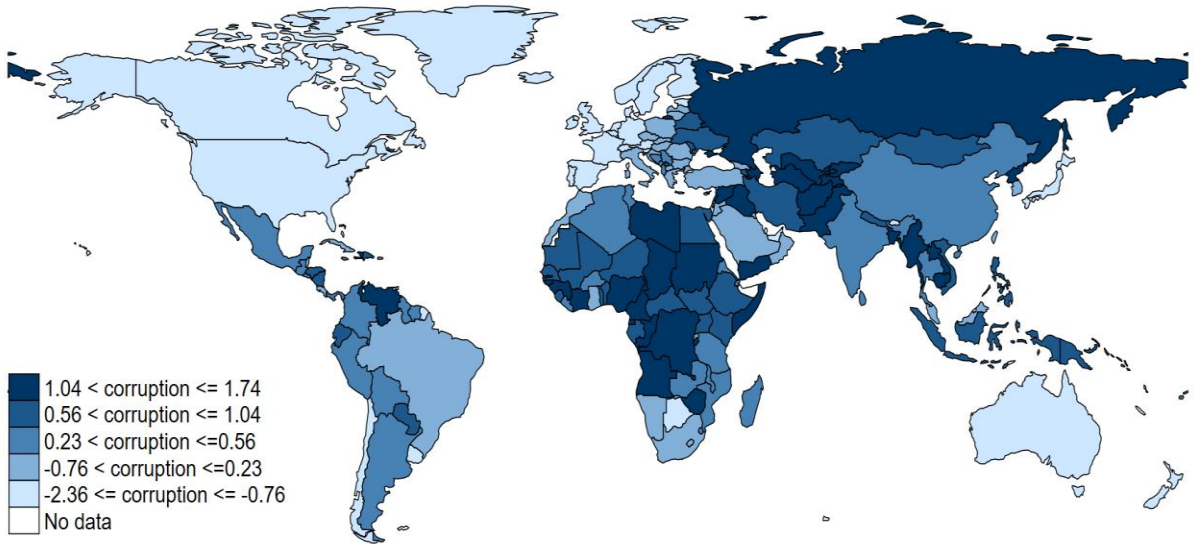 1.04 < corruption <= 1.74
0.56 < corruption <= 1.04
0.23 < corruption <=0.56
-0.76 < corruption <=0.23
-2.36 <= corruption <= -0.76
No data